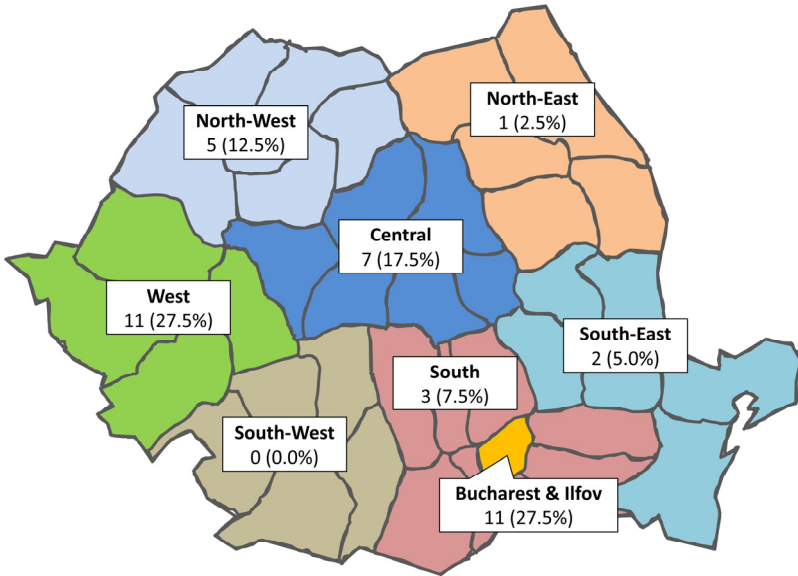 North-East
1 (2.5%)
North-West
5 (12.5%)
Central
7 (17.5%)
West
11 (27.5%)
South-East
2 (5.0%)
South
3 (7.5%)
South-West
0 (0.0%)
Bucharest & Ilfov
11 (27.5%)